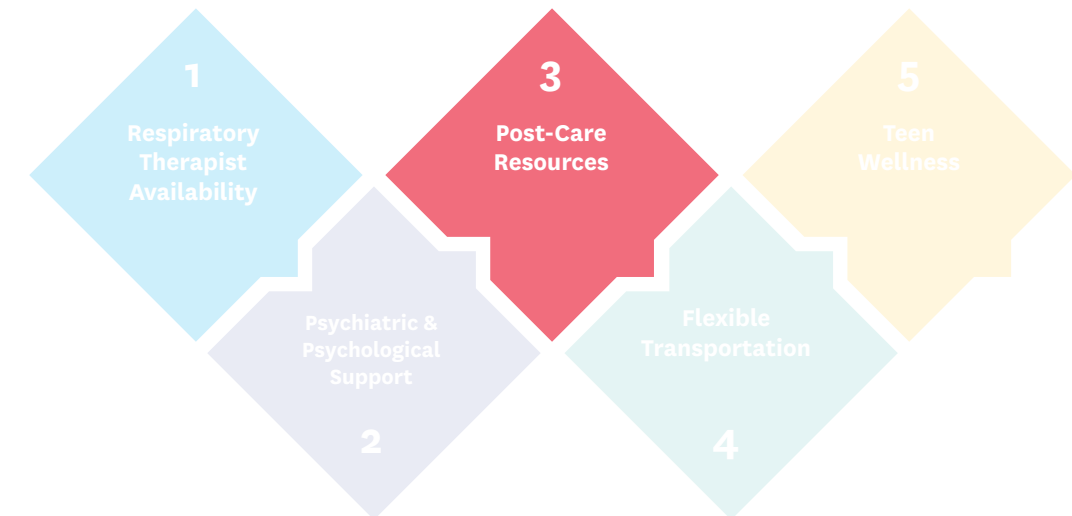 1
Respiratory
Therapist
Availability
Psychiatric &
Psychological
Support
2
3
Post-Care
Resources
Flexible
Transportation
4
5
Teen
Wellness